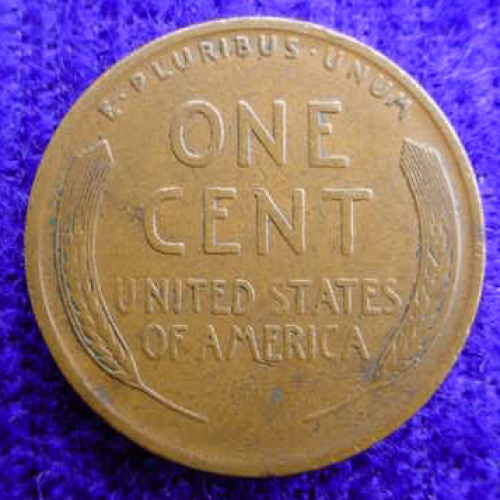 E · PLURIBUS · UNUM
ONE
CENT
UNITED STATES
OF AMERICA